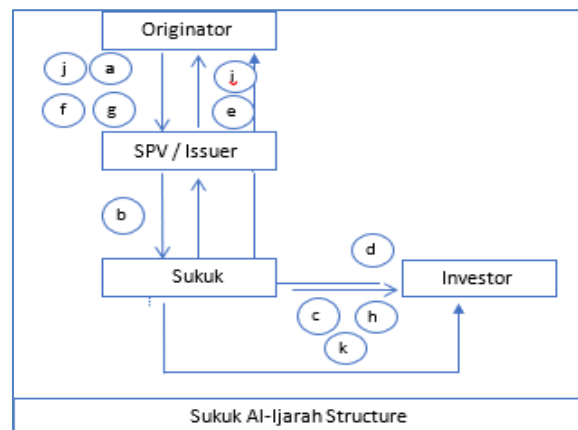 Originator
j a
j
f g
e
SPV / Issuer
b
d
Sukuk
Investor
c h
k
Sukuk Al-Ijarah Structure